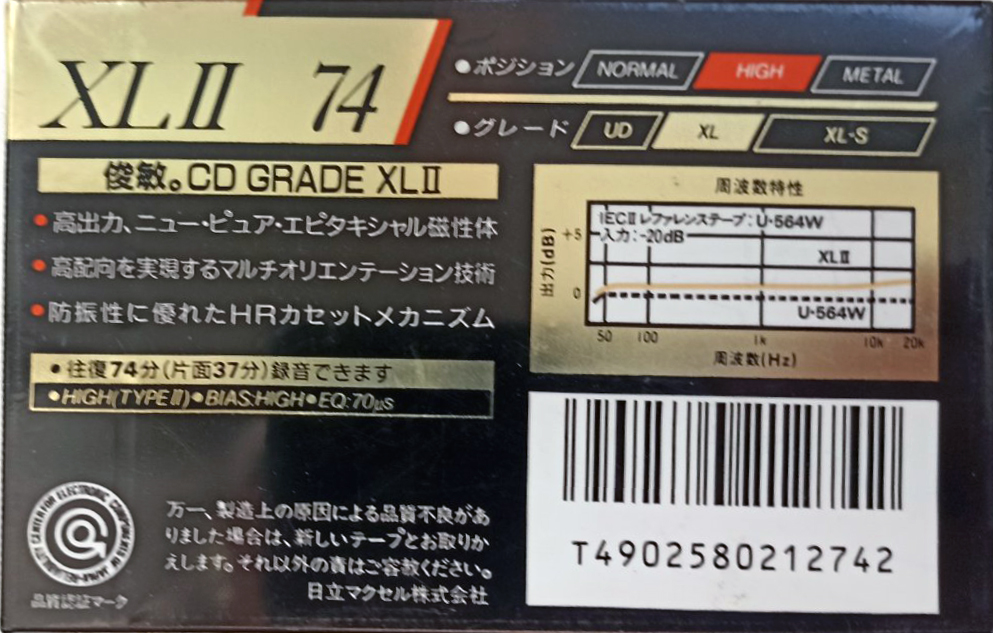 XLⅡ 74
●ポジション NORMAL HIGH METAL
●グレード UD XL XL-S
俊敏。CD GRADE XLⅡ
●高出力、ニュー・ピュア・エピタキシャル磁性体
●高配向を実現するマルチオリエンテーション技術
●防振性に優れたHRカセットメカニズム
●往復74分(片面37分)録音できます
●HIGH(TYPEⅡ)●BIAS:HIGH●EQ:70μs
周波数特性
IECⅡレファレンステープ:U-564W
入力:-20dB
XLⅡ
U-564W
出力(dB)
+5
0
50 100 1k 10k 20k
周波数(Hz)
T4902580212742
品質認証マーク
万一、製造上の原因による品質不良があ
りました場合は、新しいテープとお取りか
えします。それ以外の責はご容赦ください。
日立マクセル株式会社